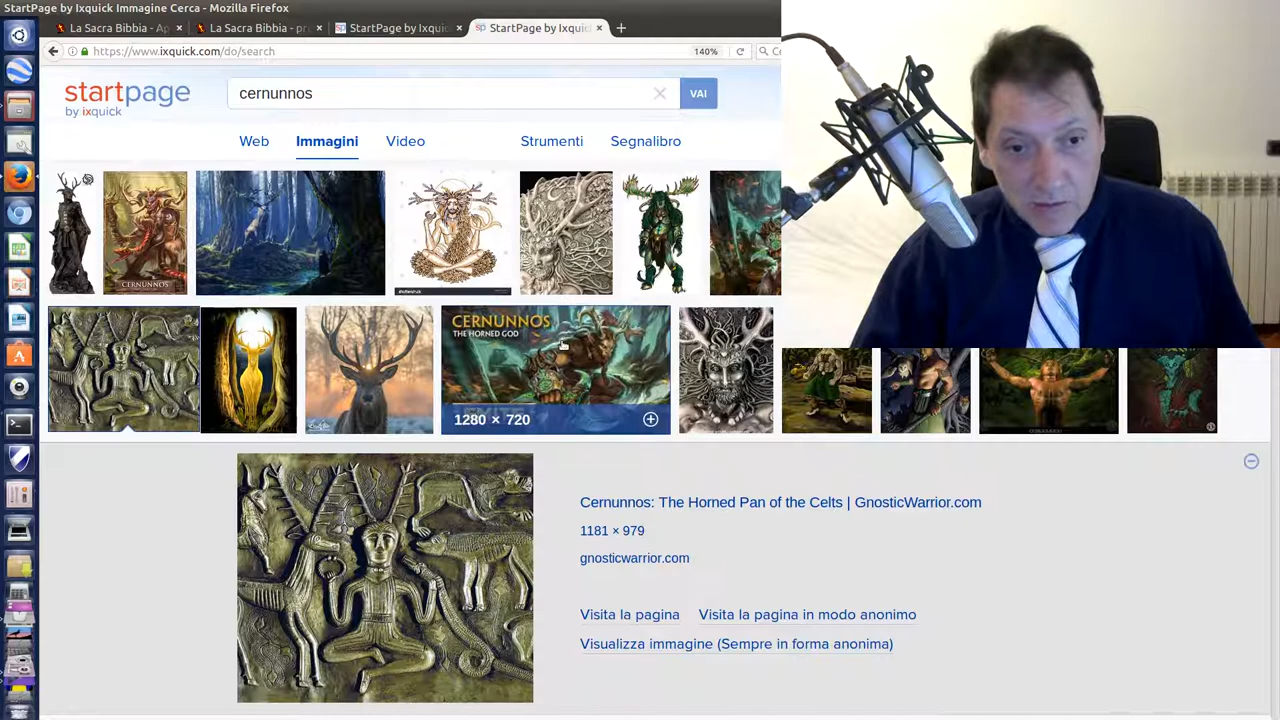 StartPage by Ixquick Immagine Cerca - Mozilla Firefox
La Sacra Bibbia - Ap
La Sacra Bibbia - pr
StartPage by Ixquic
StartPage by Ixquic
https://www.ixquick.com/do/search
140%
startpage
by ixquick
cernunnos
VAI
Web
Immagini
Video
Strumenti
Segnalibro
CERNUNNOS
CERNUNNOS
THE HORNED GOD
1280 × 720
Cernunnos: The Horned Pan of the Celts | GnosticWarrior.com
1181 × 979
gnosticwarrior.com
Visita la pagina
Visita la pagina in modo anonimo
Visualizza immagine (Sempre in forma anonima)